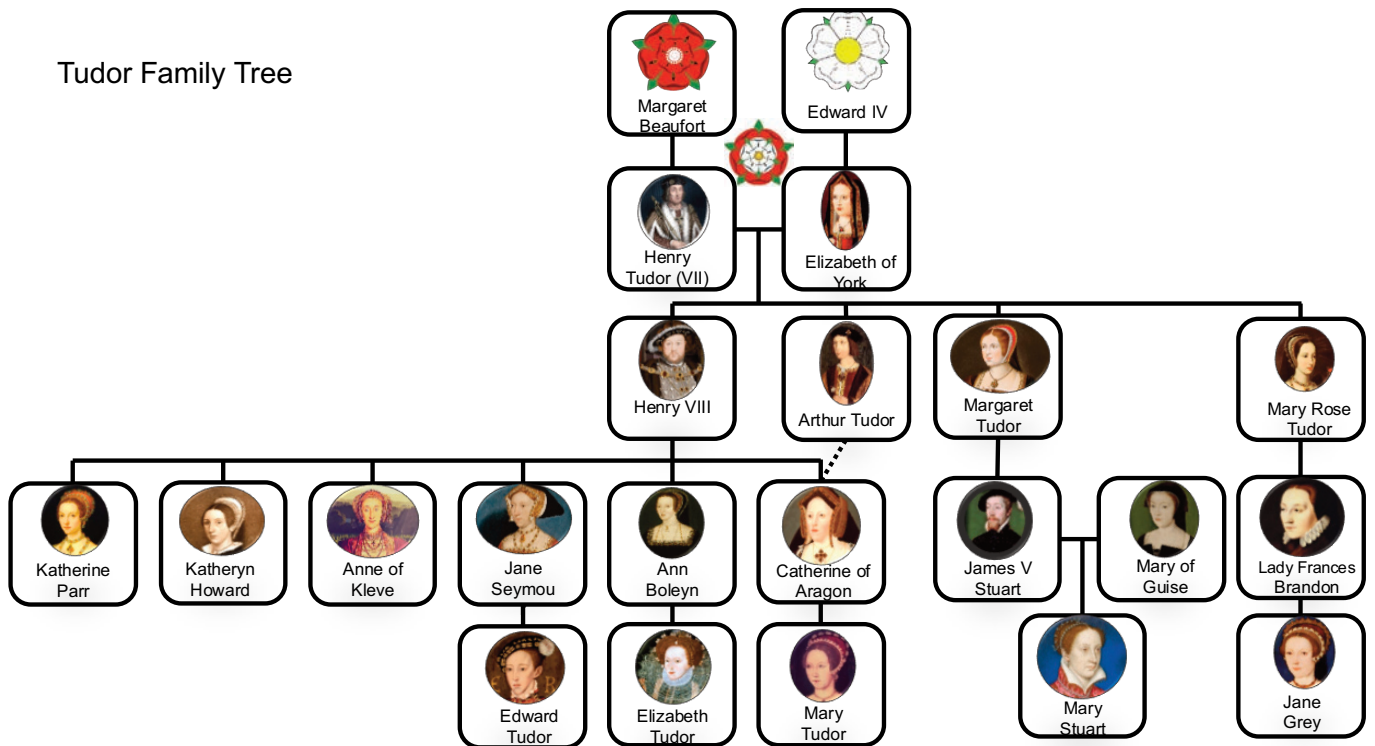 Tudor Family Tree
Margaret
Beaufort
Edward IV
Henry
Tudor (VII)
Elizabeth of
York
Henry VIII
Arthur Tudor
Margaret
Tudor
Mary Rose
Tudor
Katherine
Parr
Katheryn
Howard
Anne of
Kleve
Jane
Seymou
Ann
Boleyn
Catherine of
Aragon
James V
Stuart
Mary of
Guise
Lady Frances
Brandon
Edward
Tudor
Elizabeth
Tudor
Mary
Tudor
Mary
Stuart
Jane
Grey